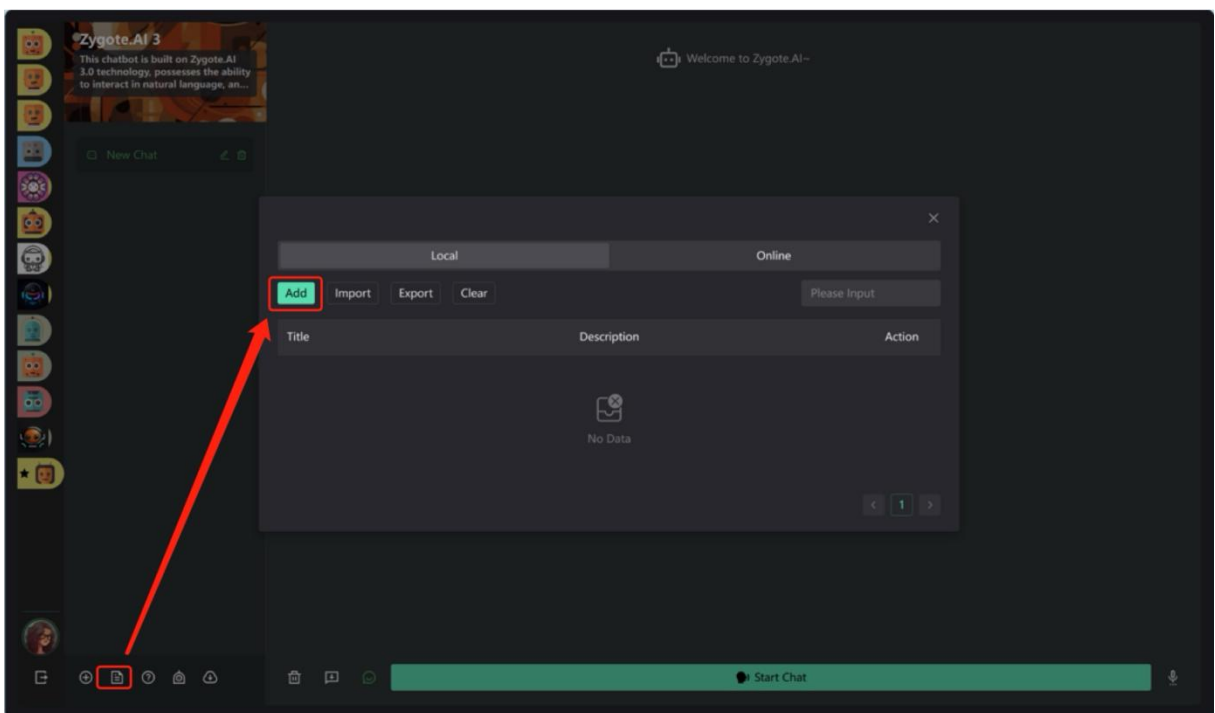 Zygote.AI 3
This chatbot is built on Zygote.AI
3.0 technology, possesses the ability
to interact in natural language, an...
Welcome to Zygote.AI~
New Chat
Local
Online
Add
Import
Export
Clear
Please Input
Title
Description
Action
No Data
1
Start Chat